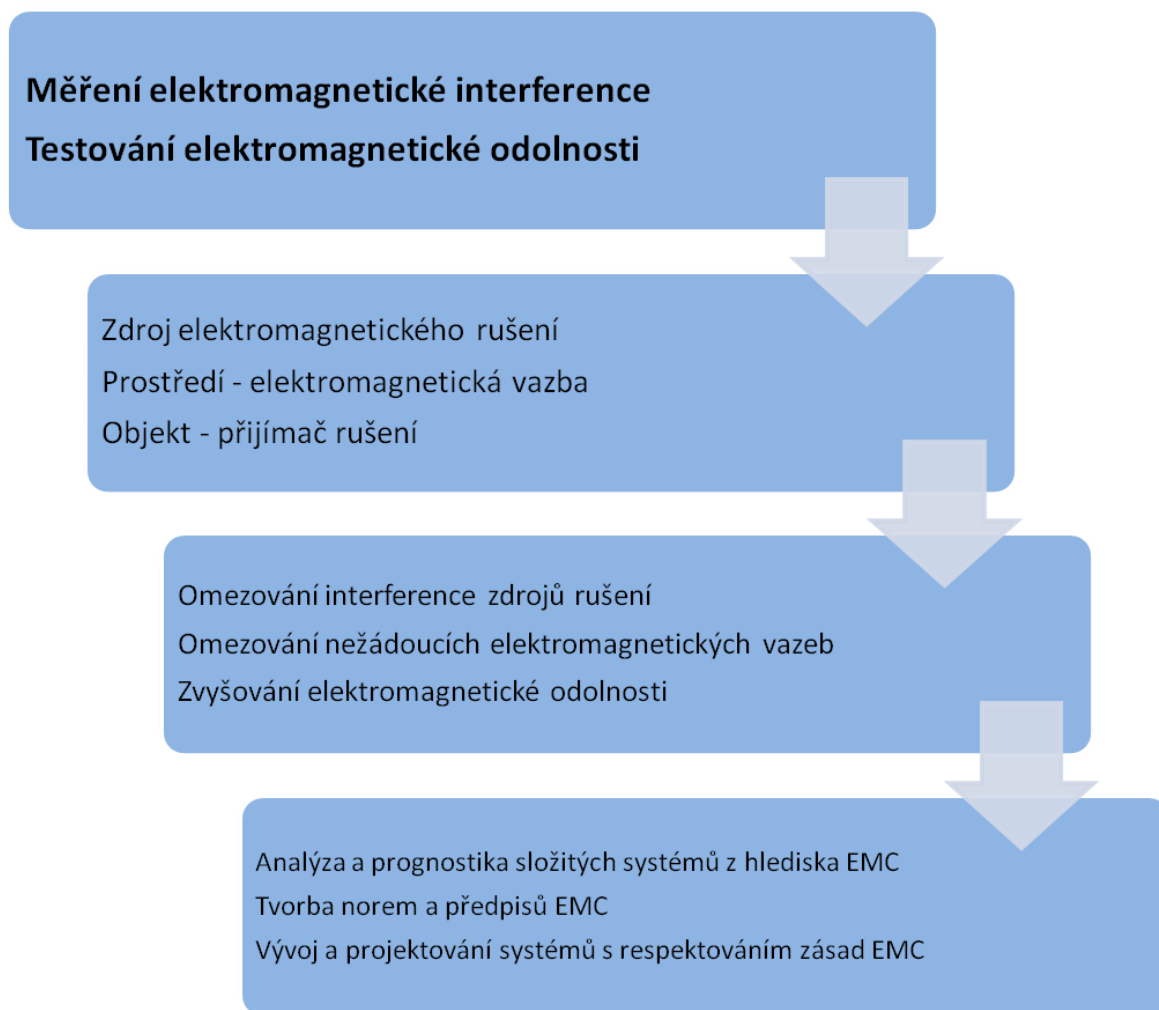 Měření elektromagnetické interference
Testování elektromagnetické odolnosti
Zdroj elektromagnetického rušení
Prostředí - elektromagnetická vazba
Objekt - přijímač rušení
Omezování interference zdrojů rušení
Omezování nežádoucích elektromagnetických vazeb
Zvyšování elektromagnetické odolnosti
Analýza a prognostika složitých systémů z hlediska EMC
Tvorba norem a předpisů EMC
Vývoj a projektování systémů s respektováním zásad EMC